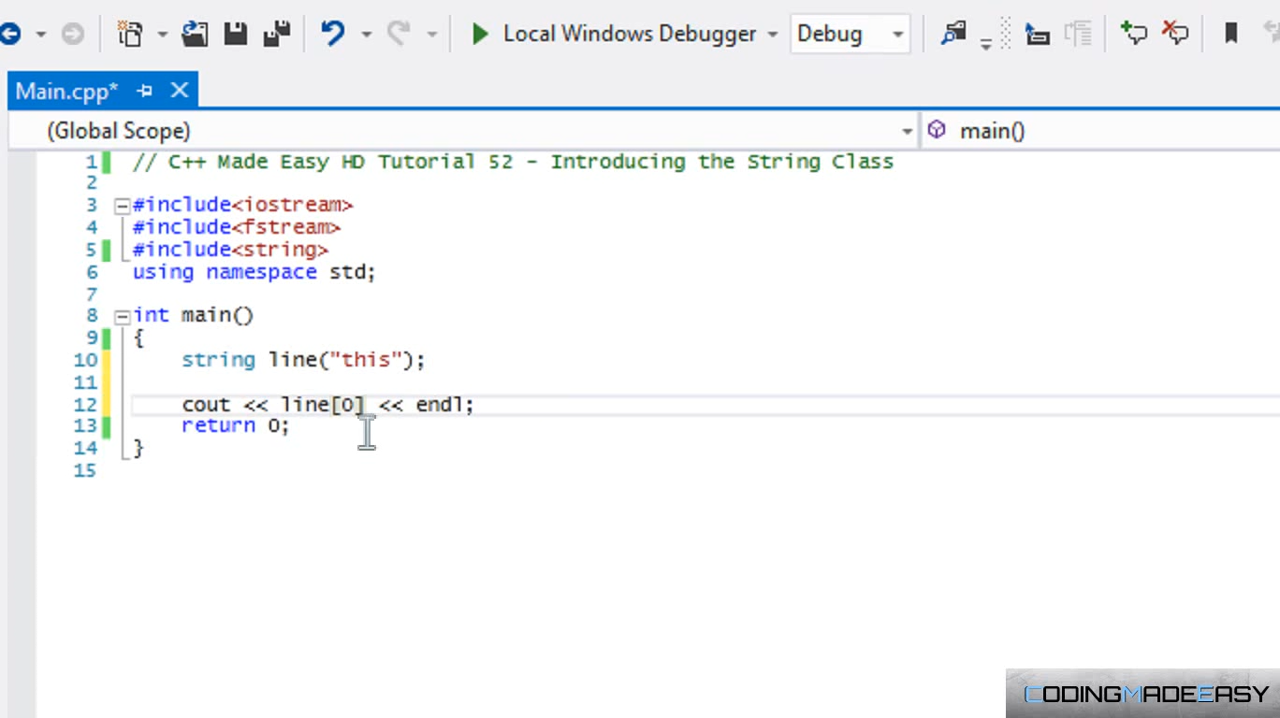 Local Windows Debugger Debug
Main.cpp*
(Global Scope) main()
1 // C++ Made Easy HD Tutorial 52 - Introducing the String Class
2
3 #include<iostream>
4 #include<fstream>
5 #include<string>
6 using namespace std;
7
8 int main()
9 {
10 string line("this");
11
12 cout << line[0] << endl;
13 return 0;
14 }
15
CODINGMADEEASY